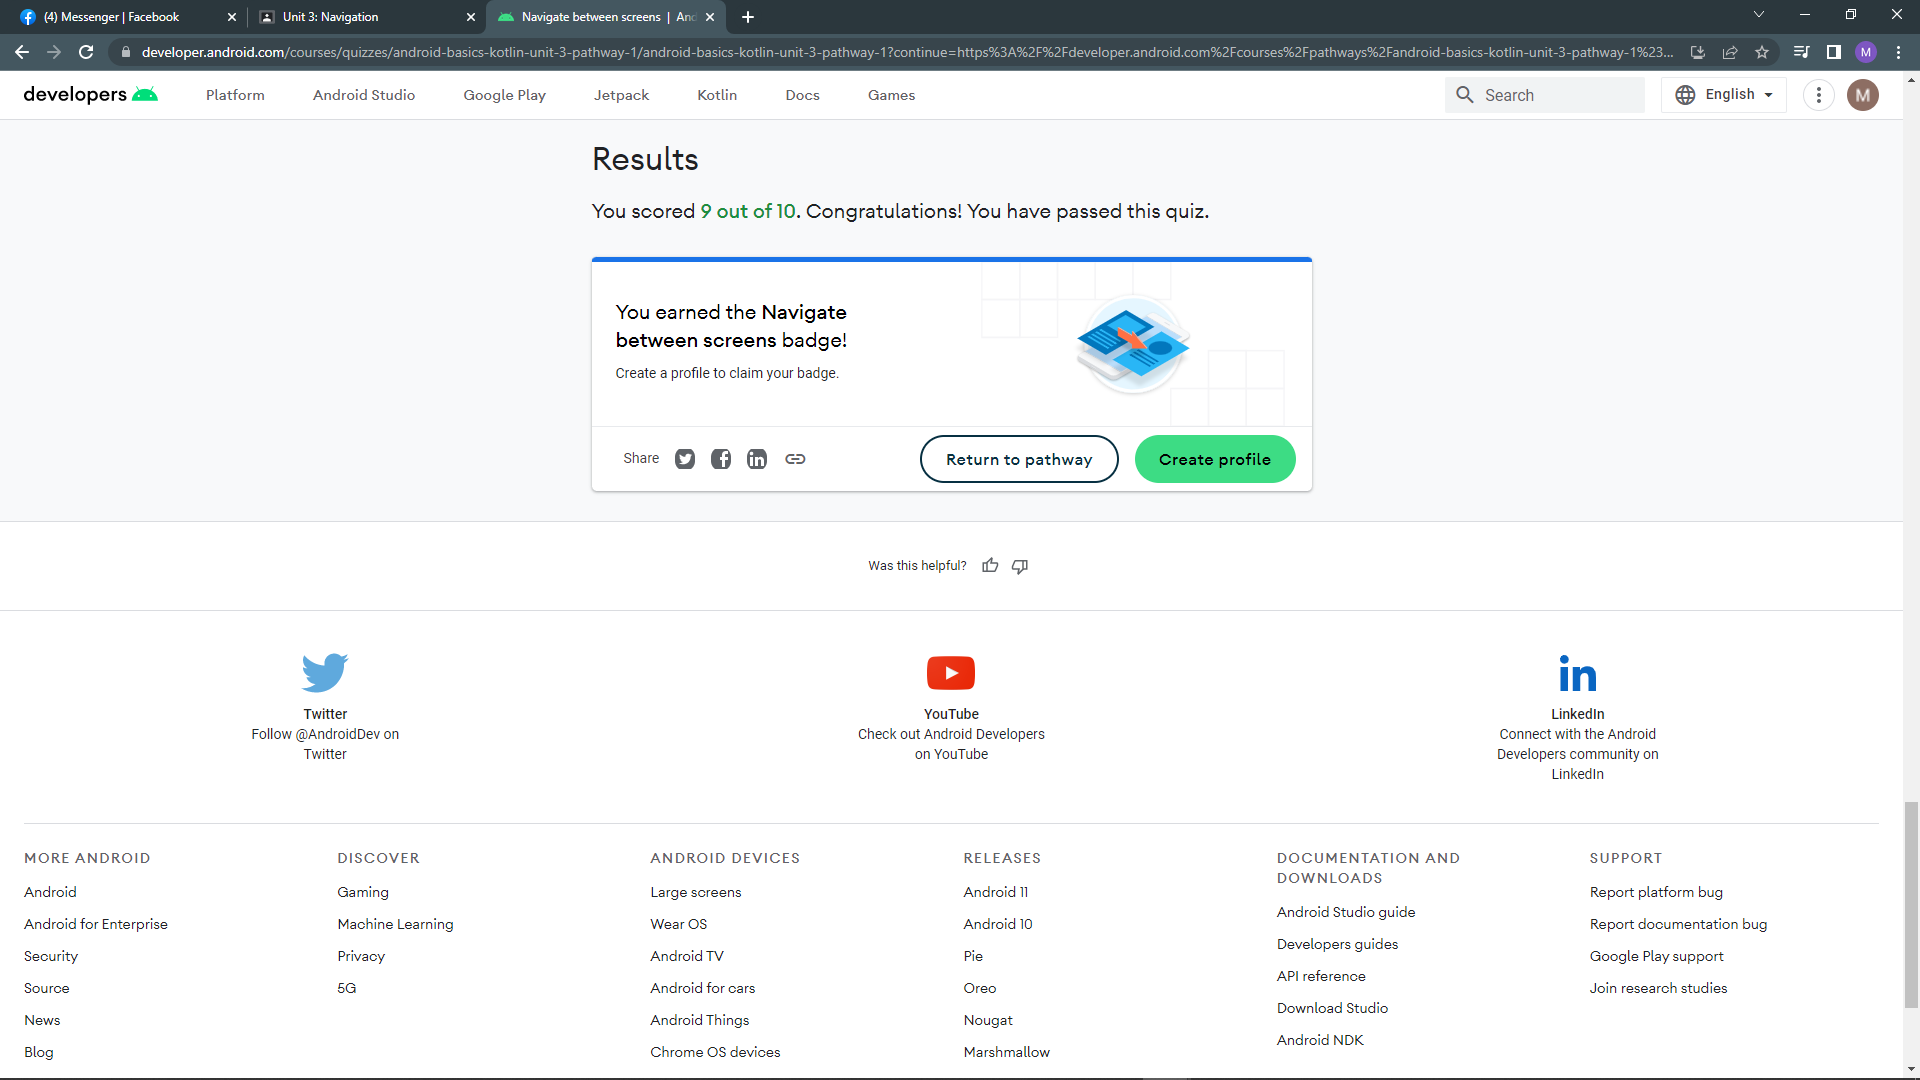 (4) Messenger | Facebook
Unit 3: Navigation
Navigate between screens | And
developer.android.com/courses/quizzes/android-basics-kotlin-unit-3-pathway-1/android-basics-kotlin-unit-3-pathway-1?continue=https%3A%2F%2Fdeveloper.android.com%2Fcourses%2Fpathways%2Fandroid-basics-kotlin-unit-3-pathway-1%23...
M
developers
Platform
Android Studio
Google Play
Jetpack
Kotlin
Docs
Games
Search
English
M
Results
You scored 9 out of 10. Congratulations! You have passed this quiz.
You earned the Navigate
between screens badge!
Create a profile to claim your badge.
Share
Return to pathway
Create profile
Was this helpful?
Twitter
Follow @AndroidDev on
Twitter
YouTube
Check out Android Developers
on YouTube
LinkedIn
Connect with the Android
Developers community on
LinkedIn
MORE ANDROID
Android
Android for Enterprise
Security
Source
News
Blog
DISCOVER
Gaming
Machine Learning
Privacy
5G
ANDROID DEVICES
Large screens
Wear OS
Android TV
Android for cars
Android Things
Chrome OS devices
RELEASES
Android 11
Android 10
Pie
Oreo
Nougat
Marshmallow
DOCUMENTATION AND
DOWNLOADS
Android Studio guide
Developers guides
API reference
Download Studio
Android NDK
SUPPORT
Report platform bug
Report documentation bug
Google Play support
Join research studies